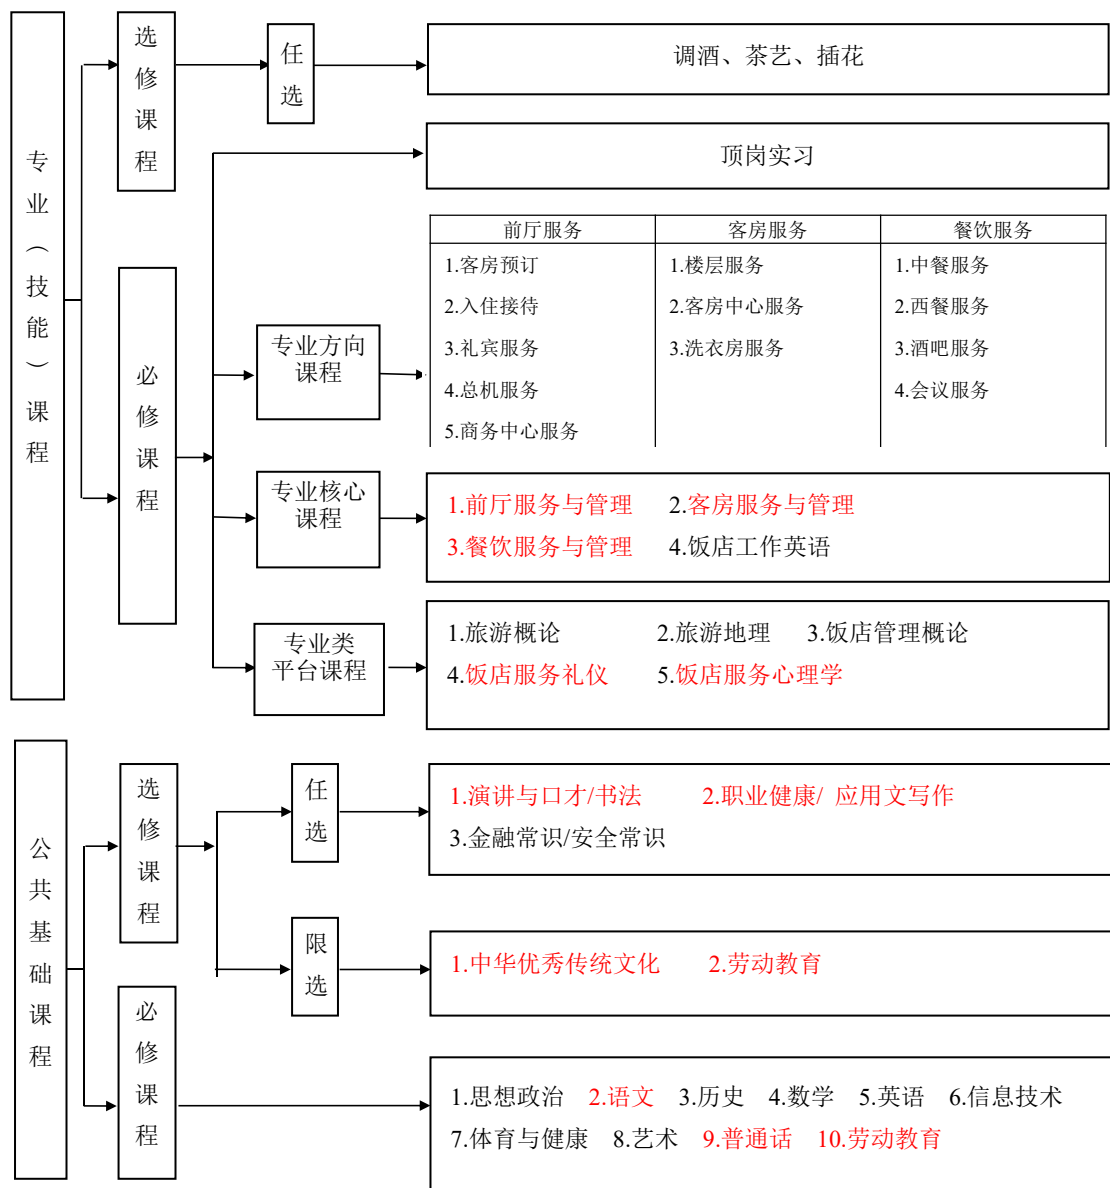 专业（技能）课程
选修课程
任选
调酒、茶艺、插花
必修课程
顶岗实习
专业方向
课程
前厅服务 客房服务 餐饮服务
1.客房预订 1.楼层服务 1.中餐服务
2.入住接待 2.客房中心服务 2.西餐服务
3.礼宾服务 3.洗衣房服务 3.酒吧服务
4.总机服务 4.会议服务
5.商务中心服务
专业核心
课程
1.前厅服务与管理 2.客房服务与管理
3.餐饮服务与管理 4.饭店工作英语
专业类
平台课程
1.旅游概论 2.旅游地理 3.饭店管理概论
4.饭店服务礼仪 5.饭店服务心理学
公共基础课程
选修课程
任选
1.演讲与口才/书法 2.职业健康/ 应用文写作
3.金融常识/安全常识
限选
1.中华优秀传统文化 2.劳动教育
必修课程
1.思想政治 2.语文 3.历史 4.数学 5.英语 6.信息技术
7.体育与健康 8.艺术 9.普通话 10.劳动教育